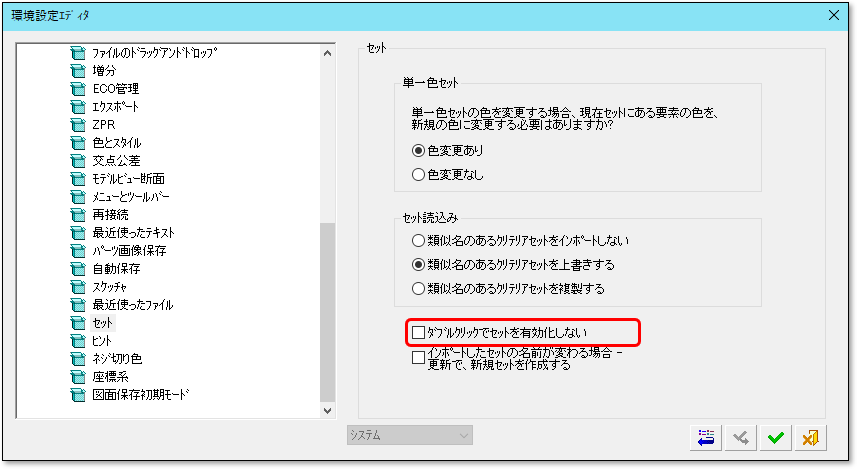 環境設定ｴﾃﾞｨﾀ
ﾌｧｲﾙのﾄﾞﾗｯｸﾞｱﾝﾄﾞﾄﾞﾛｯﾌﾟ
増分
ECO管理
ｴｸｽﾎﾟｰﾄ
ZPR
色とｽﾀｲﾙ
交点公差
ﾓﾃﾞﾙﾋﾞｭｰ断面
ﾒﾆｭｰとﾂｰﾙﾊﾞｰ
再接続
最近使ったﾃｷｽﾄ
ﾊﾟｰﾂ画像保存
自動保存
ｽｹｯﾁｬ
最近使ったﾌｧｲﾙ
ｾｯﾄ
ﾋﾝﾄ
ﾈｼﾞ切り色
座標系
図面保存初期ﾓｰﾄﾞ
ｾｯﾄ
単一色ｾｯﾄ
単一色ｾｯﾄの色を変更する場合、現在ｾｯﾄにある要素の色を、
新規の色に変更する必要はありますか?
色変更あり
色変更なし
ｾｯﾄ読込み
類似名のあるｸﾘﾃﾘｱｾｯﾄをｲﾝﾎﾟｰﾄしない
類似名のあるｸﾘﾃﾘｱｾｯﾄを上書きする
類似名のあるｸﾘﾃﾘｱｾｯﾄを複製する
ﾀﾞﾌﾞﾙｸﾘｯｸでｾｯﾄを有効化しない
ｲﾝﾎﾟｰﾄしたｾｯﾄの名前が変わる場合 -
更新で、新規ｾｯﾄを作成する
ｼｽﾃﾑ